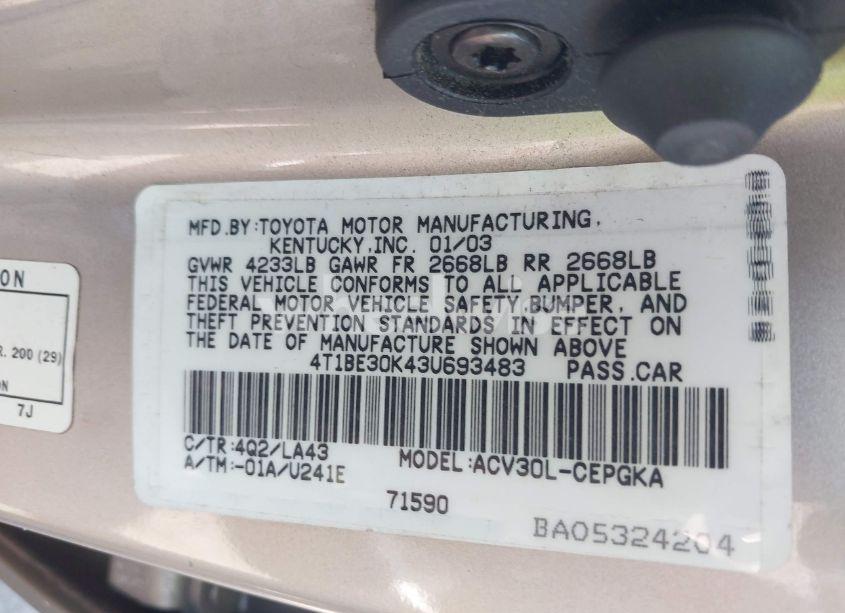 MFD.BY:TOYOTA MOTOR MANUFACTURING,
KENTUCKY,INC. 01/03
GVWR 4233LB GAWR FR 2668LB RR 2668LB
THIS VEHICLE CONFORMS TO ALL APPLICABLE
FEDERAL MOTOR VEHICLE SAFETY,BUMPER, AND
THEFT PREVENTION STANDARDS IN EFFECT ON
THE DATE OF MANUFACTURE SHOWN ABOVE
4T1BE30K43U693483 PASS.CAR
C/TR:4Q2/LA43
A/TM:-01A/U241E
MODEL:ACV30L-CEPGKA
71590
BA05324204
ON
R. 200 (29)
ON
7J